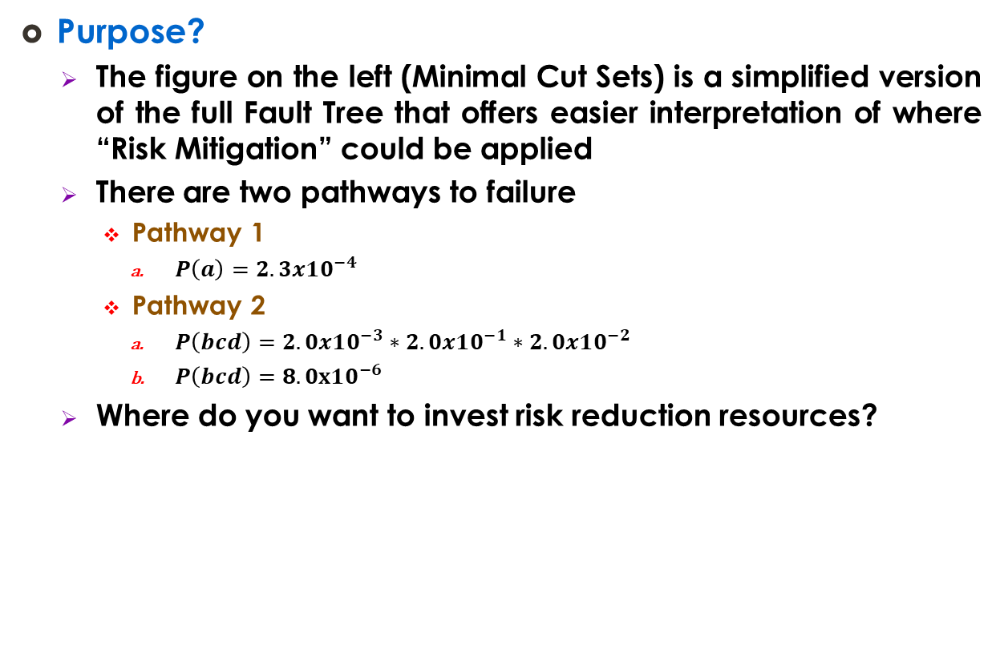 Purpose?
The figure on the left (Minimal Cut Sets) is a simplified version
of the full Fault Tree that offers easier interpretation of where
“Risk Mitigation” could be applied
There are two pathways to failure
Pathway 1
a. P(a) = 2.3x10⁻⁴
Pathway 2
a. P(bcd) = 2.0x10⁻³ * 2.0x10⁻¹ * 2.0x10⁻²
b. P(bcd) = 8.0x10⁻⁶
Where do you want to invest risk reduction resources?